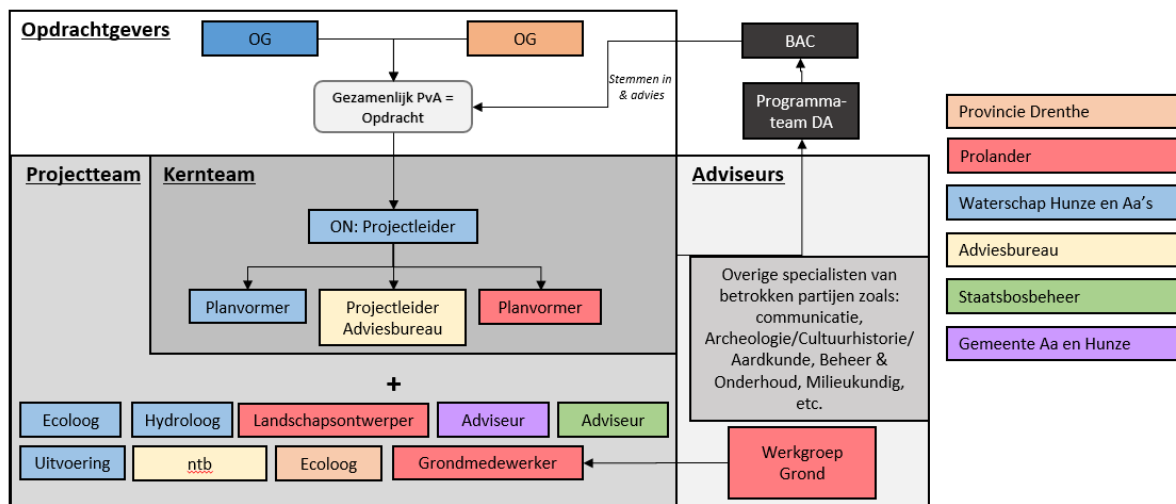 Opdrachtgevers
OG
OG
BAC
Stemmen in
& advies
Gezamenlijk PvA =
Opdracht
Programma-
team DA
Provincie Drenthe
Prolander
Waterschap Hunze en Aa's
Adviesbureau
Staatsbosbeheer
Gemeente Aa en Hunze
Projectteam
Kernteam
Adviseurs
ON: Projectleider
Planvormer
Projectleider
Adviesbureau
Planvormer
Overige specialisten van
betrokken partijen zoals:
communicatie,
Archeologie/Cultuurhistorie/
Aardkunde, Beheer &
Onderhoud, Milieukundig,
etc.
+
Ecoloog
Hydroloog
Landschapsontwerper
Adviseur
Adviseur
Uitvoering
ntb
Ecoloog
Grondmedewerker
Werkgroep
Grond